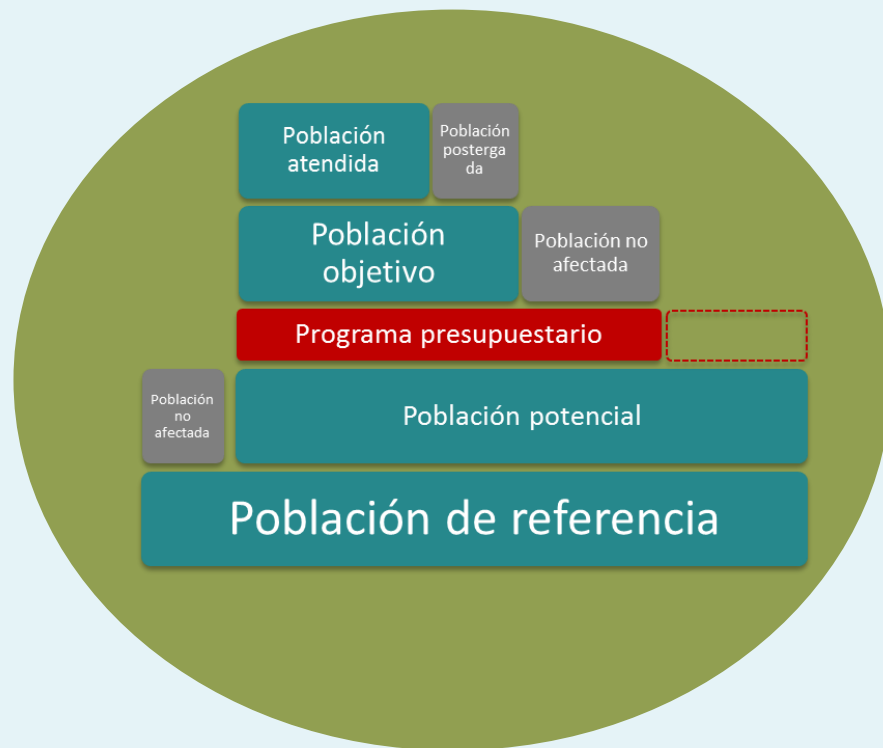 Población
atendida
Población
posterga
da
Población
objetivo
Población no
afectada
Programa presupuestario
Población
no
afectada
Población potencial
Población de referencia